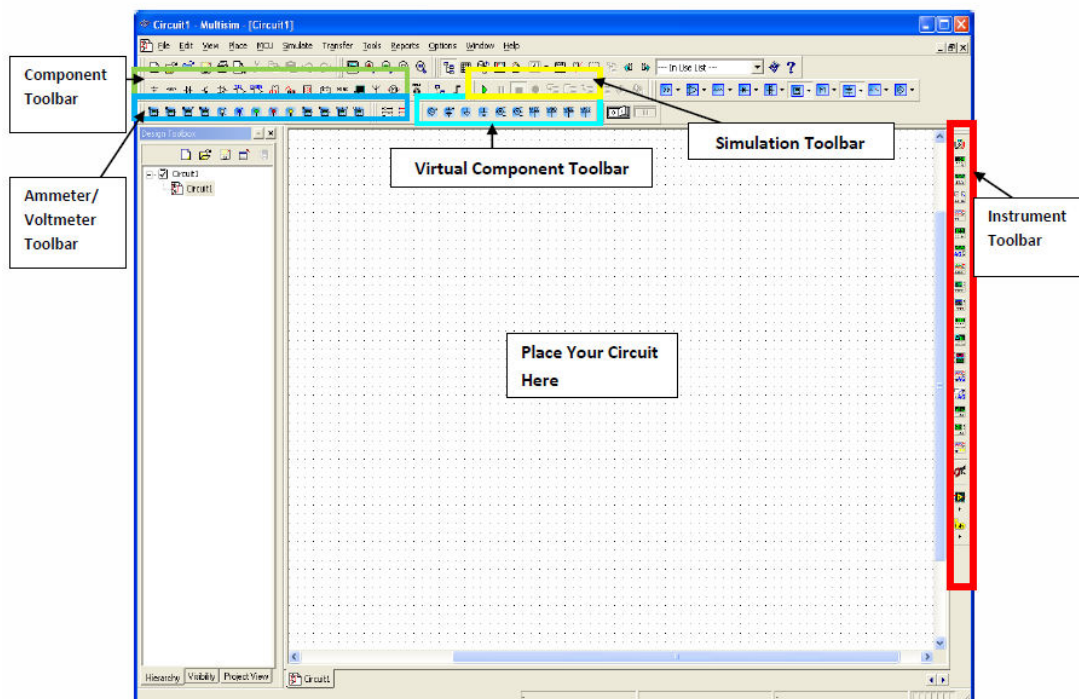 Circuit1 - Multisim - [Circuit1]
File Edit View Place MCU Simulate Transfer Tools Reports Options Window Help
--- In Use List ---
Component
Toolbar
Design Toolbox
Simulation Toolbar
Virtual Component Toolbar
Circuit1
Circuit1
Ammeter/
Voltmeter
Toolbar
Instrument
Toolbar
Place Your Circuit
Here
Hierarchy Visibility Project View
Circuit1